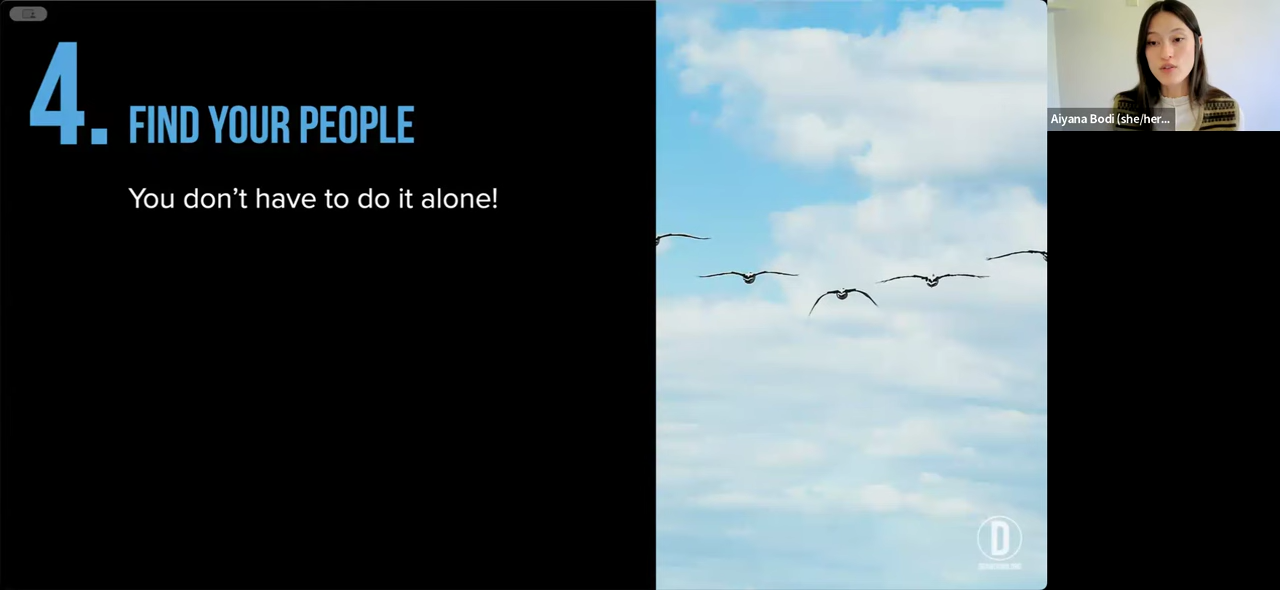 4. FIND YOUR PEOPLE
You don’t have to do it alone!
Aiyana Bodi (she/her...
D